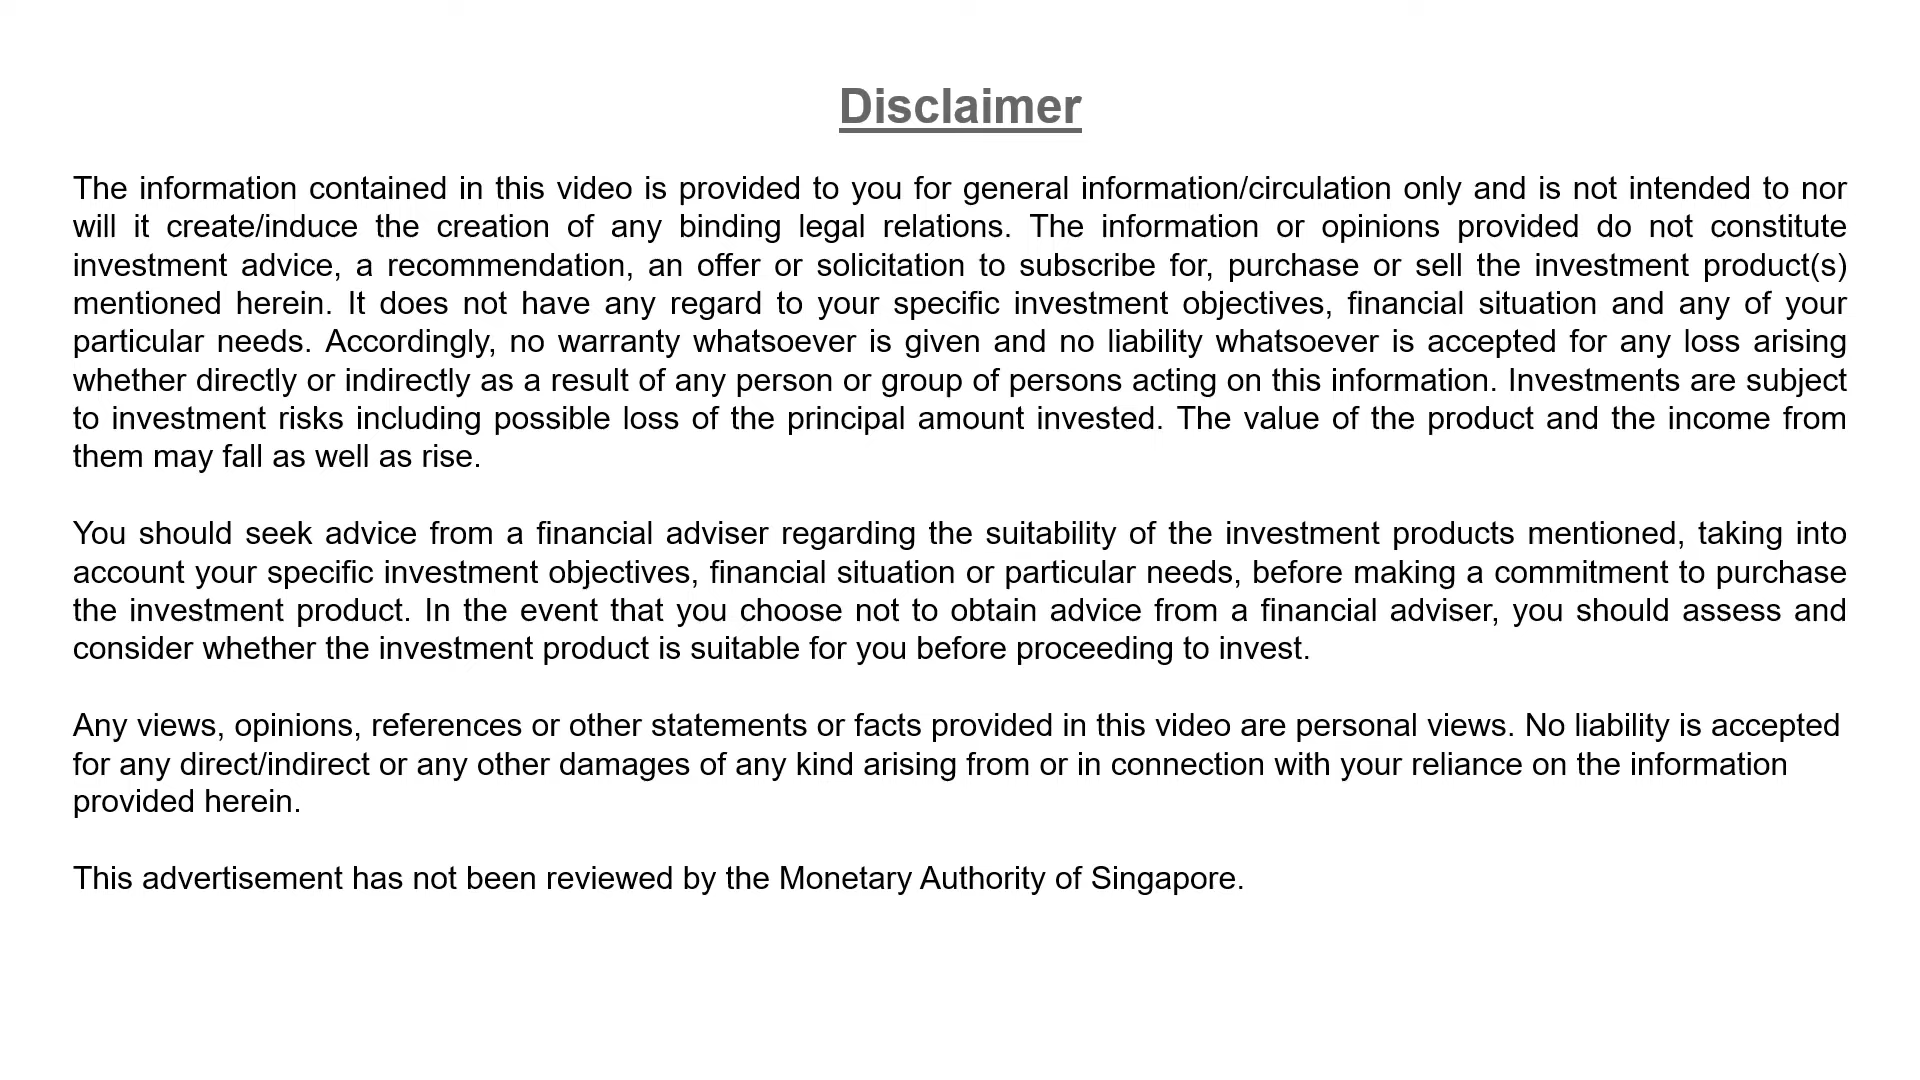 Disclaimer
The information contained in this video is provided to you for general information/circulation only and is not intended to nor
will it create/induce the creation of any binding legal relations. The information or opinions provided do not constitute
investment advice, a recommendation, an offer or solicitation to subscribe for, purchase or sell the investment product(s)
mentioned herein. It does not have any regard to your specific investment objectives, financial situation and any of your
particular needs. Accordingly, no warranty whatsoever is given and no liability whatsoever is accepted for any loss arising
whether directly or indirectly as a result of any person or group of persons acting on this information. Investments are subject
to investment risks including possible loss of the principal amount invested. The value of the product and the income from
them may fall as well as rise.
You should seek advice from a financial adviser regarding the suitability of the investment products mentioned, taking into
account your specific investment objectives, financial situation or particular needs, before making a commitment to purchase
the investment product. In the event that you choose not to obtain advice from a financial adviser, you should assess and
consider whether the investment product is suitable for you before proceeding to invest.
Any views, opinions, references or other statements or facts provided in this video are personal views. No liability is accepted
for any direct/indirect or any other damages of any kind arising from or in connection with your reliance on the information
provided herein.
This advertisement has not been reviewed by the Monetary Authority of Singapore.